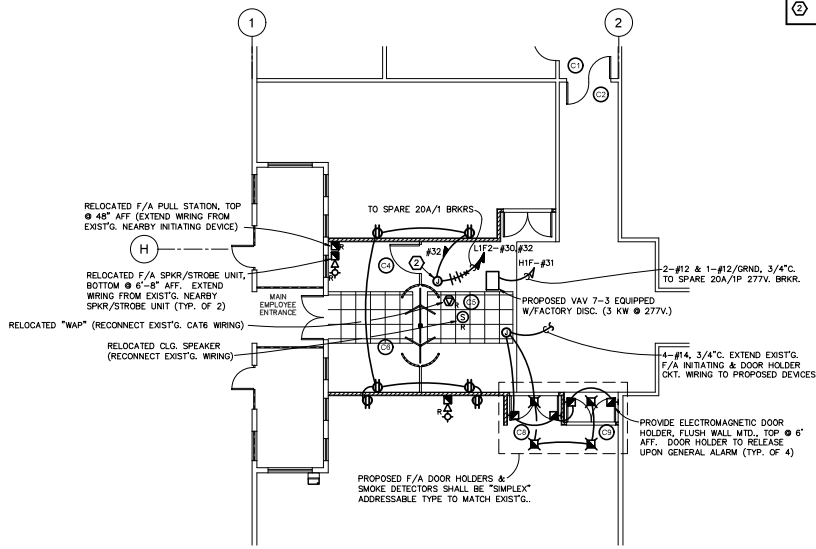 1
2
2
C1
C2
RELOCATED F/A PULL STATION, TOP
@ 48" AFF (EXTEND WIRING FROM
EXIST'G. NEARBY INITIATING DEVICE)
TO SPARE 20A/1 BRKRS
H
R
C4
2
#32
L1F2-#30,#32
H1F-#31
J
2-#12 & 1-#12/GRND, 3/4"C.
TO SPARE 20A/1P 277V. BRKR.
RELOCATED F/A SPKR/STROBE UNIT,
BOTTOM @ 6'-8" AFF. EXTEND
WIRING FROM EXIST'G. NEARBY
SPKR/STROBE UNIT (TYP. OF 2)
R
MAIN
EMPLOYEE
ENTRANCE
C5
R
PROPOSED VAV 7-3 EQUIPPED
W/FACTORY DISC. (3 KW @ 277V.)
RELOCATED "WAP" (RECONNECT EXIST'G. CAT6 WIRING)
S
R
J
RELOCATED CLG. SPEAKER
(RECONNECT EXIST'G. WIRING)
C6
4-#14, 3/4"C. EXTEND EXIST'G.
F/A INITIATING & DOOR HOLDER
CKT. WIRING TO PROPOSED DEVICES
R
C8
C9
PROVIDE ELECTROMAGNETIC DOOR
HOLDER, FLUSH WALL MTD., TOP @ 6'
AFF. DOOR HOLDER TO RELEASE
UPON GENERAL ALARM (TYP. OF 4)
PROPOSED F/A DOOR HOLDERS &
SMOKE DETECTORS SHALL BE "SIMPLEX"
ADDRESSABLE TYPE TO MATCH EXIST'G..